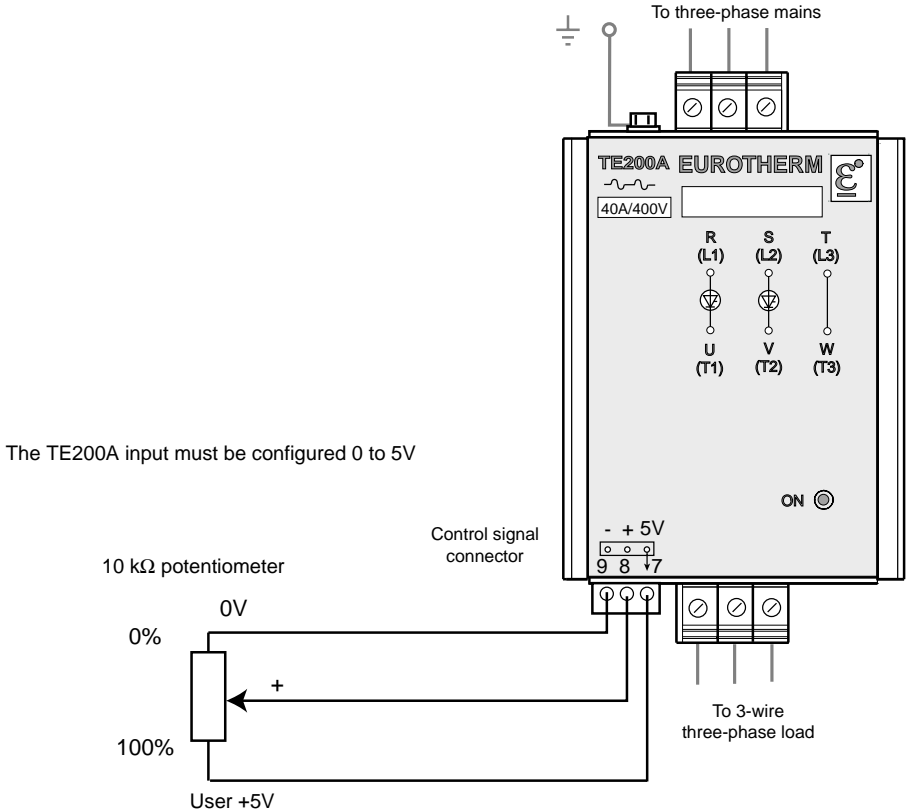 To three-phase mains
TE200A EUROTHERM
40A/400V
R S T
(L1) (L2) (L3)
U V W
(T1) (T2) (T3)
The TE200A input must be configured 0 to 5V
ON
Control signal
connector
- + 5V
9 8 7
10 kΩ potentiometer
0V
0%
+
100%
User +5V
To 3-wire
three-phase load